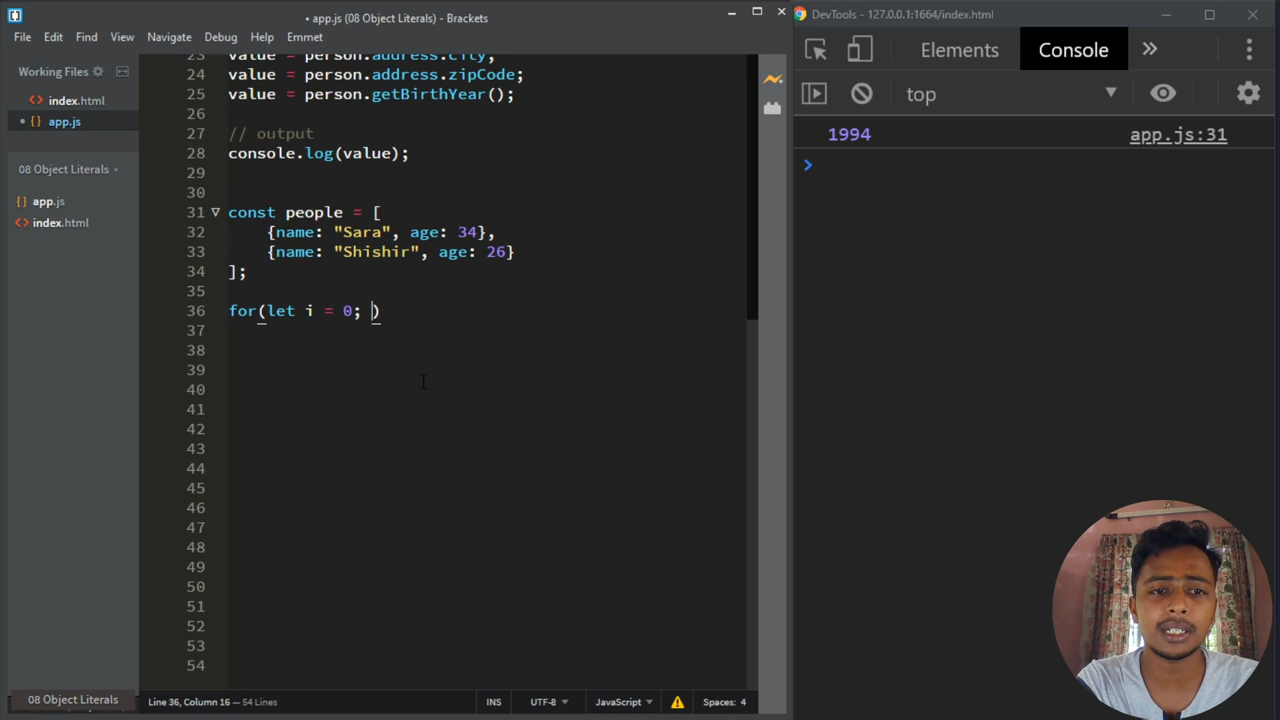 • app.js (08 Object Literals) - Brackets
File Edit Find View Navigate Debug Help Emmet
Working Files
index.html
• {} app.js
08 Object Literals
{} app.js
index.html
23 value = person.address.city;
24 value = person.address.zipCode;
25 value = person.getBirthYear();
26
27 // output
28 console.log(value);
29
30
31 const people = [
32 {name: "Sara", age: 34},
33 {name: "Shishir", age: 26}
34 ];
35
36 for(let i = 0; )
37
38
39
40
41
42
43
44
45
46
47
48
49
50
51
52
53
54
08 Object Literals
Line 36, Column 16 — 54 Lines
INS UTF-8 JavaScript Spaces: 4
DevTools - 127.0.0.1:1664/index.html
Elements Console »
top
1994 app.js:31
>